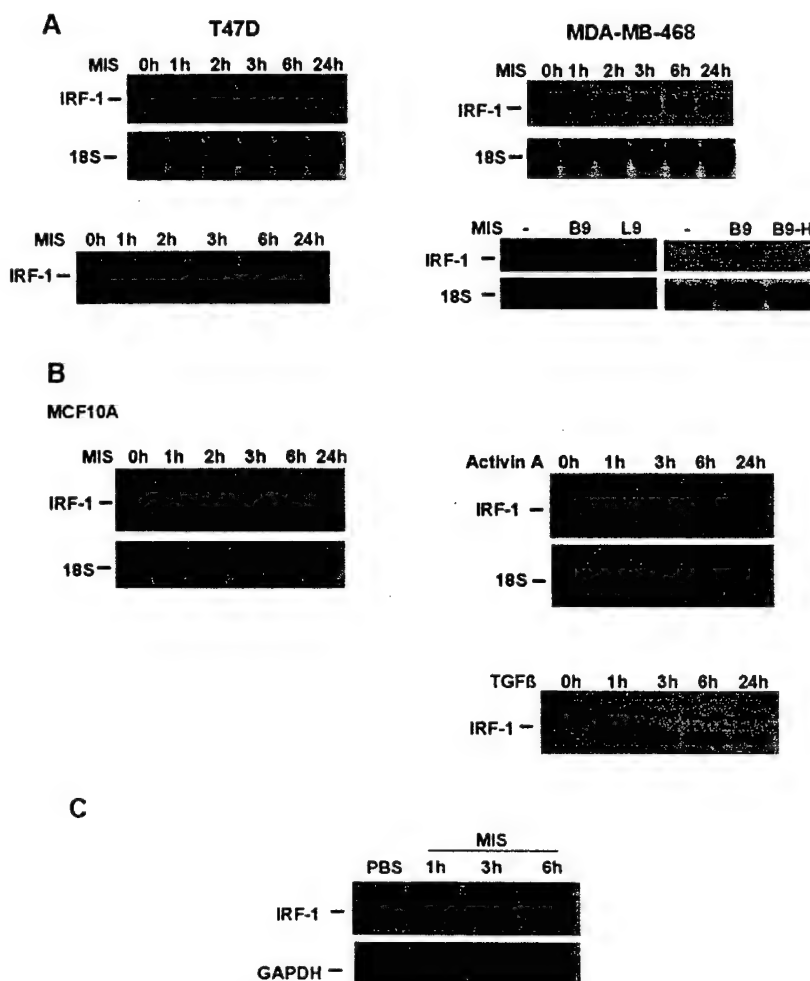 A
T47D
MIS 0h 1h 2h 3h 6h 24h
IRF-1
18S
MIS 0h 1h 2h 3h 6h 24h
IRF-1
MDA-MB-468
MIS 0h 1h 2h 3h 6h 24h
IRF-1
18S
MIS - B9 L9 - B9 B9-H
IRF-1
18S
B
MCF10A
MIS 0h 1h 2h 3h 6h 24h
IRF-1
18S
Activin A 0h 1h 3h 6h 24h
IRF-1
18S
TGFß 0h 1h 3h 6h 24h
IRF-1
C
MIS
PBS 1h 3h 6h
IRF-1
GAPDH